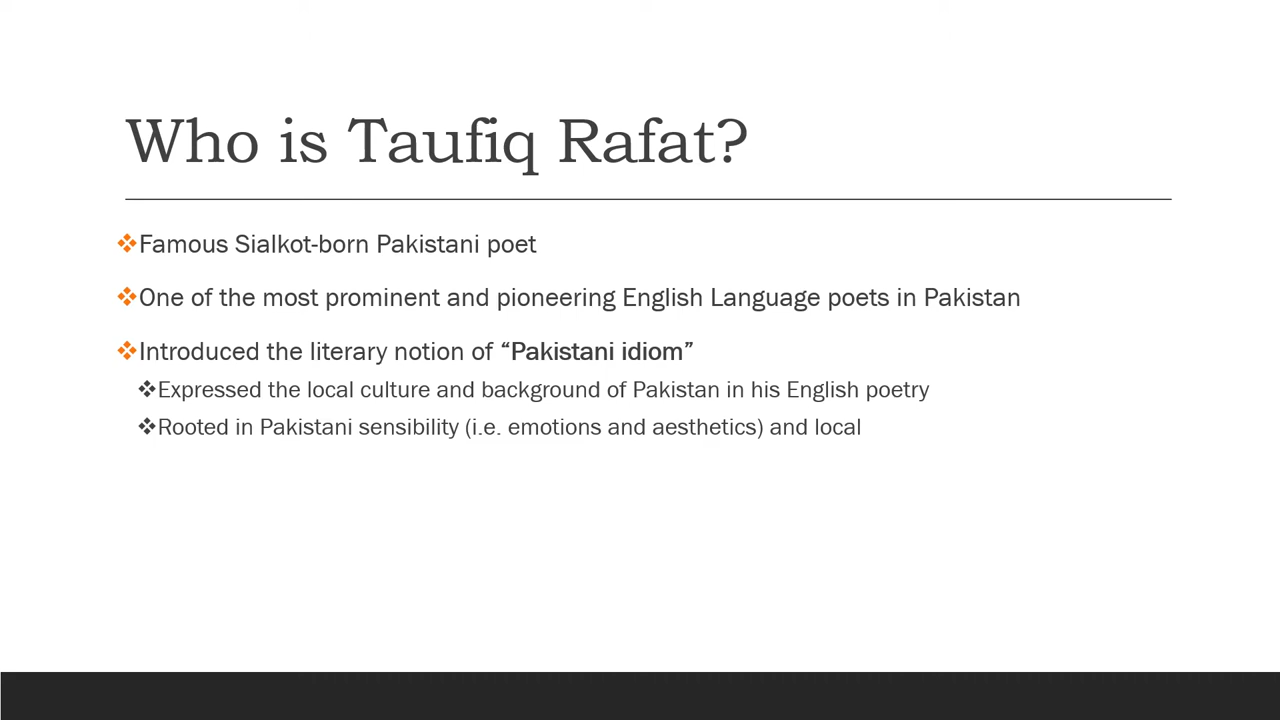 Who is Taufiq Rafat?
❖Famous Sialkot-born Pakistani poet
❖One of the most prominent and pioneering English Language poets in Pakistan
❖Introduced the literary notion of “Pakistani idiom”
❖Expressed the local culture and background of Pakistan in his English poetry
❖Rooted in Pakistani sensibility (i.e. emotions and aesthetics) and local